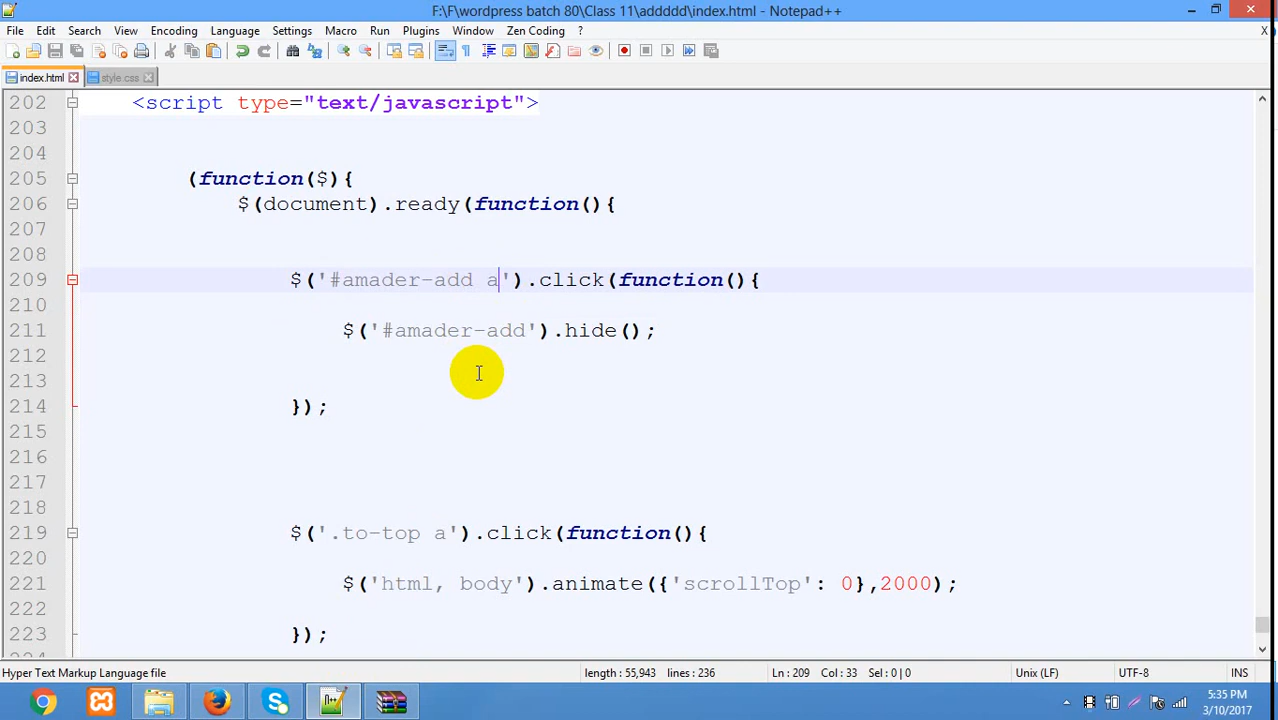 F:\F\wordpress batch 80\Class 11\addddd\index.html - Notepad++
File Edit Search View Encoding Language Settings Macro Run Plugins Window Zen Coding ? X
index.html style.css
202 <script type="text/javascript">
203
204
205 (function($){
206 $(document).ready(function(){
207
208
209 $('#amader-add a').click(function(){
210
211 $('#amader-add').hide();
212
213
214 });
215
216
217
218
219 $('.to-top a').click(function(){
220
221 $('html, body').animate({'scrollTop': 0},2000);
222
223 });
Hyper Text Markup Language file length : 55,943 lines : 236 Ln : 209 Col : 33 Sel : 0 | 0 Unix (LF) UTF-8 INS
5:35 PM
3/10/2017